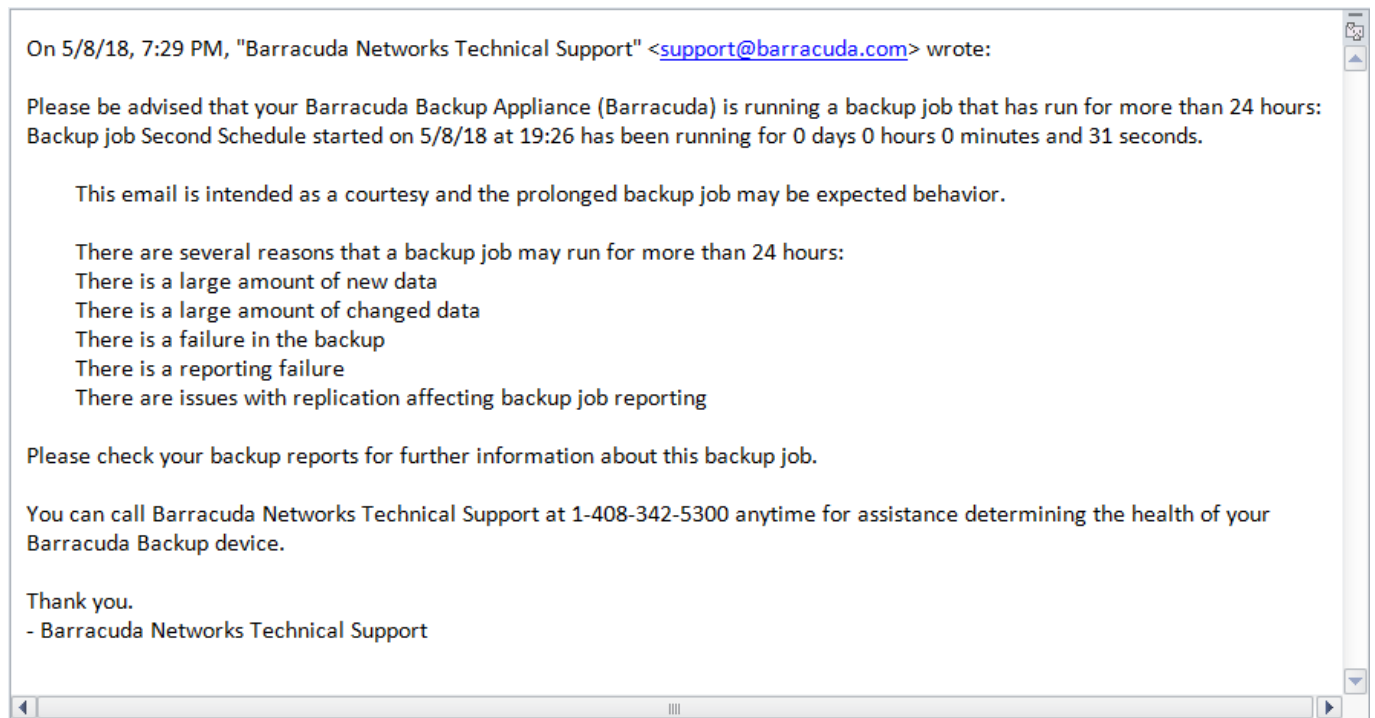 On 5/8/18, 7:29 PM, "Barracuda Networks Technical Support" <support@barracuda.com> wrote:
Please be advised that your Barracuda Backup Appliance (Barracuda) is running a backup job that has run for more than 24 hours:
Backup job Second Schedule started on 5/8/18 at 19:26 has been running for 0 days 0 hours 0 minutes and 31 seconds.
This email is intended as a courtesy and the prolonged backup job may be expected behavior.
There are several reasons that a backup job may run for more than 24 hours:
There is a large amount of new data
There is a large amount of changed data
There is a failure in the backup
There is a reporting failure
There are issues with replication affecting backup job reporting
Please check your backup reports for further information about this backup job.
You can call Barracuda Networks Technical Support at 1-408-342-5300 anytime for assistance determining the health of your
Barracuda Backup device.
Thank you.
- Barracuda Networks Technical Support